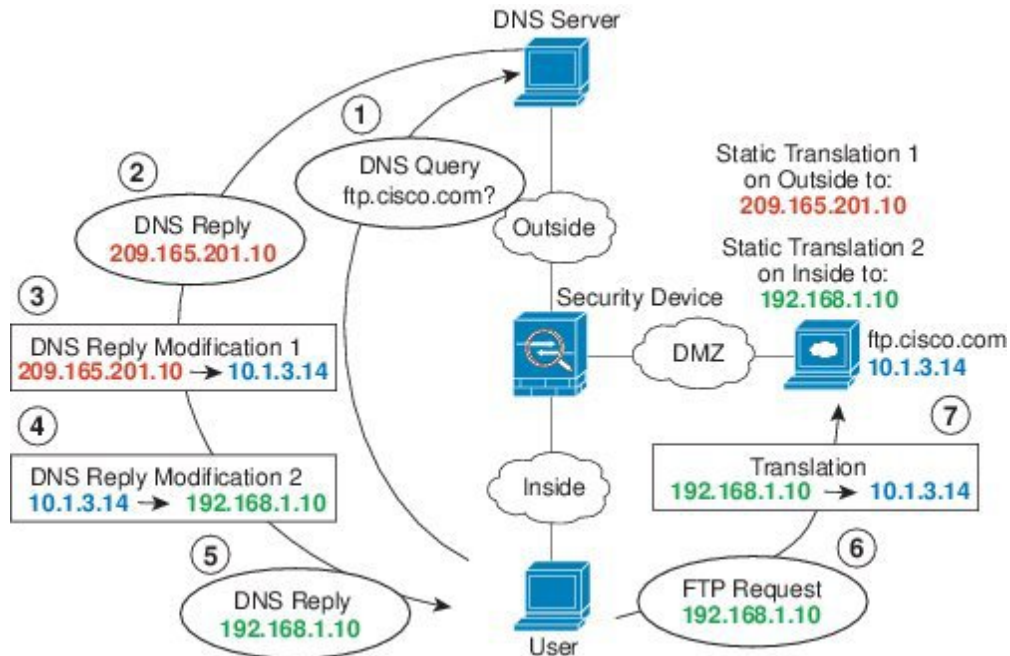 DNS Server
1
DNS Query
ftp.cisco.com?
2
DNS Reply
209.165.201.10
Static Translation 1
on Outside to:
209.165.201.10
Outside
Static Translation 2
on Inside to:
192.168.1.10
3
DNS Reply Modification 1
209.165.201.10 → 10.1.3.14
Security Device
DMZ
ftp.cisco.com
10.1.3.14
4
DNS Reply Modification 2
10.1.3.14 → 192.168.1.10
Inside
7
Translation
192.168.1.10 → 10.1.3.14
5
DNS Reply
192.168.1.10
User
6
FTP Request
192.168.1.10